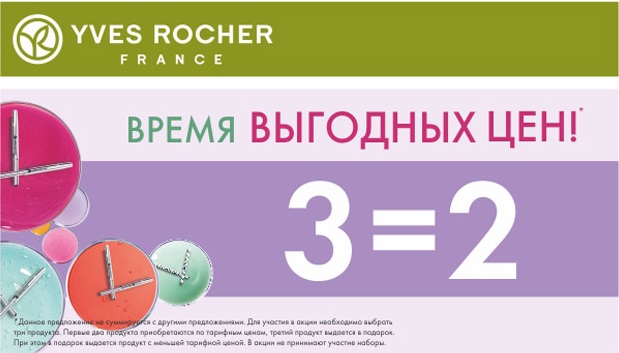 YVES ROCHER
FRANCE
ВРЕМЯ ВЫГОДНЫХ ЦЕН!*
3=2
*Данное предложение не суммируется с другими предложениями. Для участия в акции необходимо выбрать
три продукта. Первые два продукта приобретаются по тарифным ценам, третий продукт выдается в подарок.
При этом в подарок выдается продукт с меньшей тарифной ценой. В акции не принимают участие наборы.